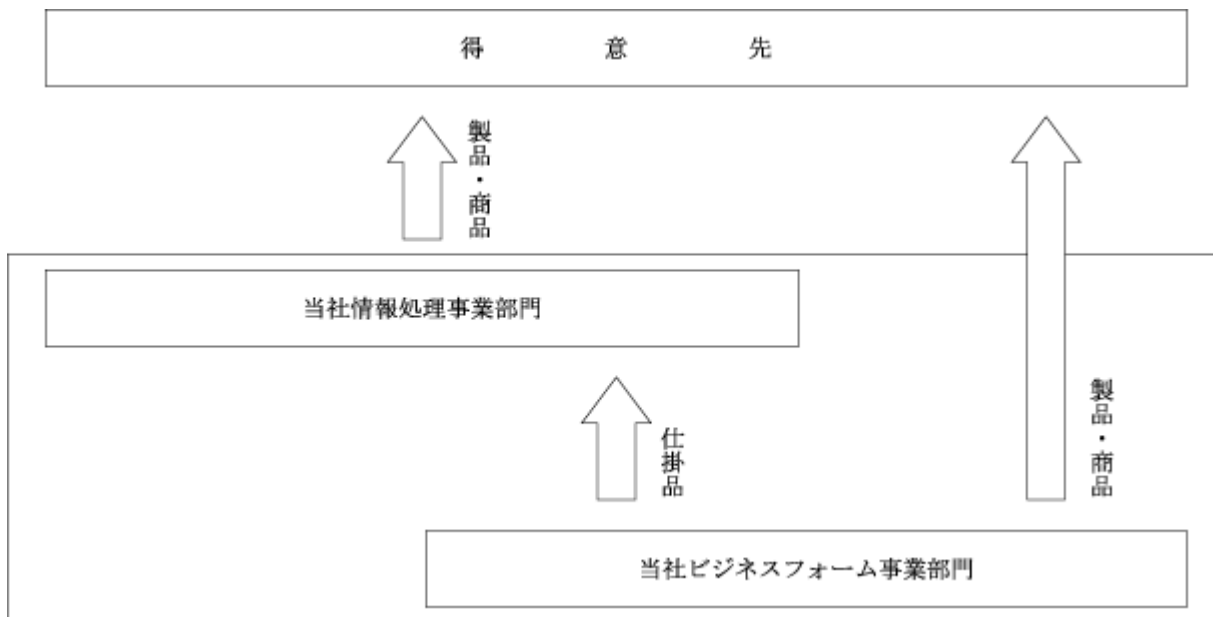 得意先
製品・商品
当社情報処理事業部門
仕掛品
製品・商品
当社ビジネスフォーム事業部門